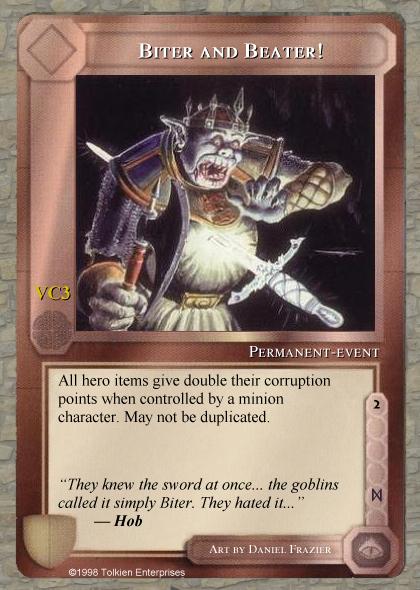 BITER AND BEATER!
VC3
PERMANENT-EVENT
All hero items give double their corruption
points when controlled by a minion
character. May not be duplicated.
2
“They knew the sword at once... the goblins
called it simply Biter. They hated it...”
— Hob
ART BY DANIEL FRAZIER
©1998 Tolkien Enterprises